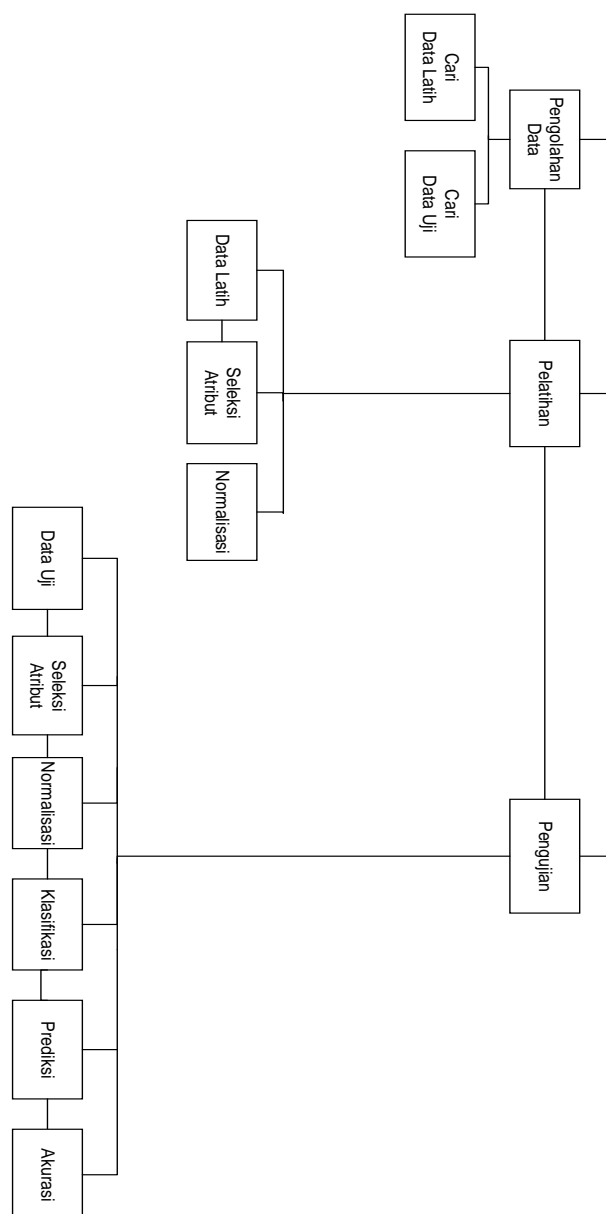 Pengolahan
Data
Pelatihan
Pengujian
Cari
Data Latih
Cari
Data Uji
Data Latih
Seleksi
Atribut
Normalisasi
Data Uji
Seleksi
Atribut
Normalisasi
Klasifikasi
Prediksi
Akurasi